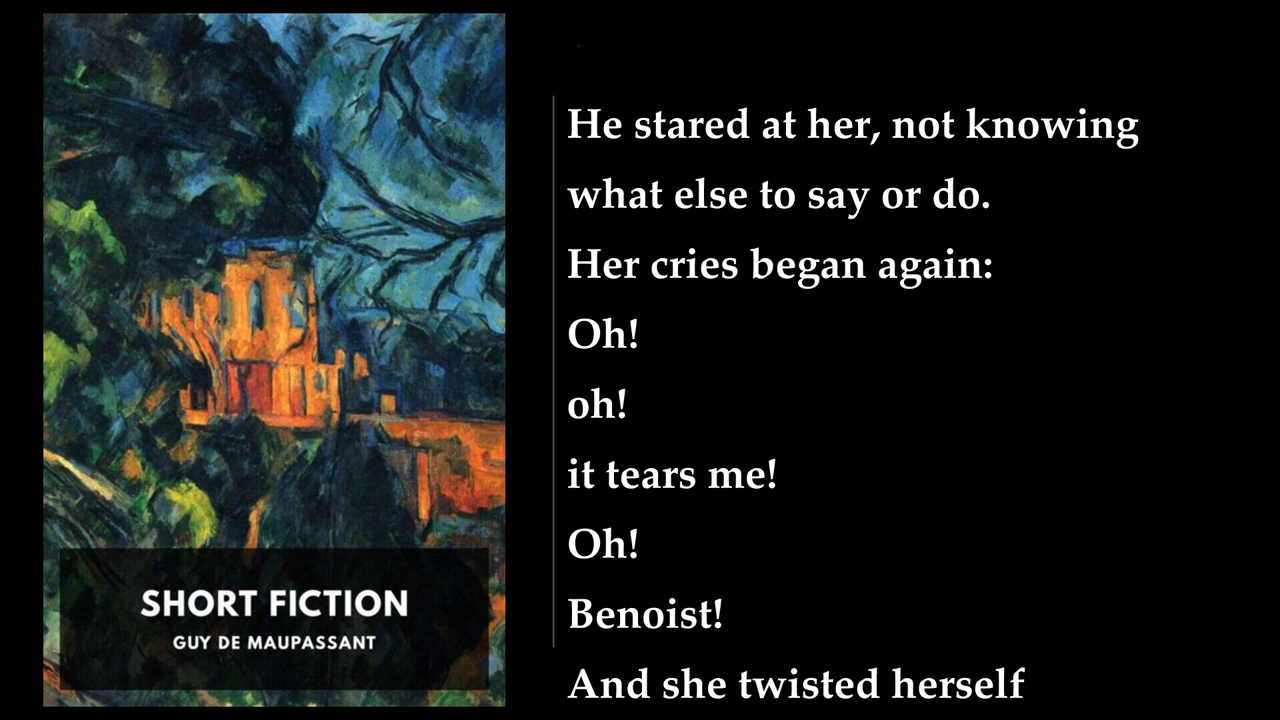 SHORT FICTION
GUY DE MAUPASSANT
He stared at her, not knowing
what else to say or do.
Her cries began again:
Oh!
oh!
it tears me!
Oh!
Benoist!
And she twisted herself